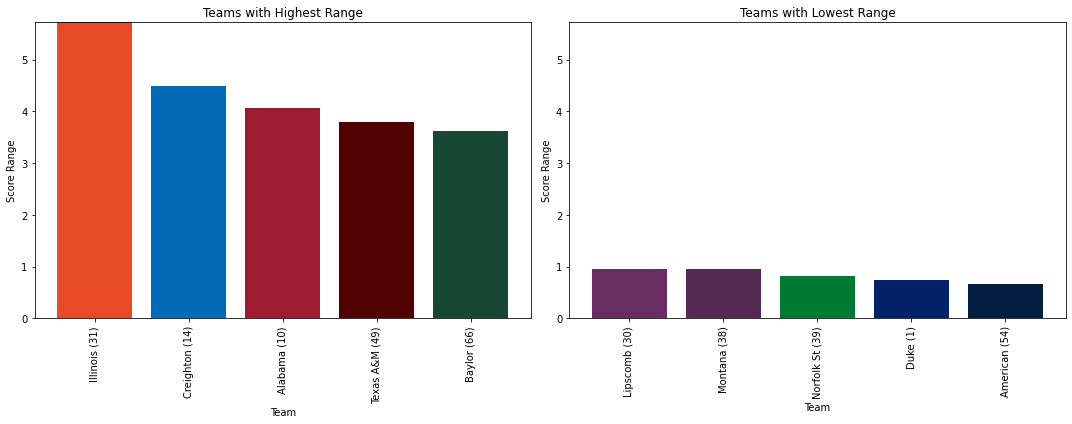 Teams with Highest Range
Score Range
5
4
3
2
1
0
Illinois (31)
Creighton (14)
Alabama (10)
Texas A&M (49)
Baylor (66)
Team
Teams with Lowest Range
Score Range
5
4
3
2
1
0
Lipscomb (30)
Montana (38)
Norfolk St (39)
Duke (1)
American (54)
Team